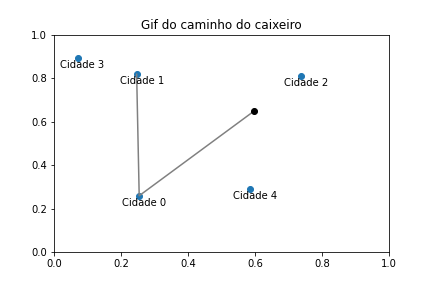 Gif do caminho do caixeiro
1.0
Cidade 3
0.8
Cidade 1
Cidade 2
0.6
0.4
Cidade 0
Cidade 4
0.2
0.0
0.0 0.2 0.4 0.6 0.8 1.0